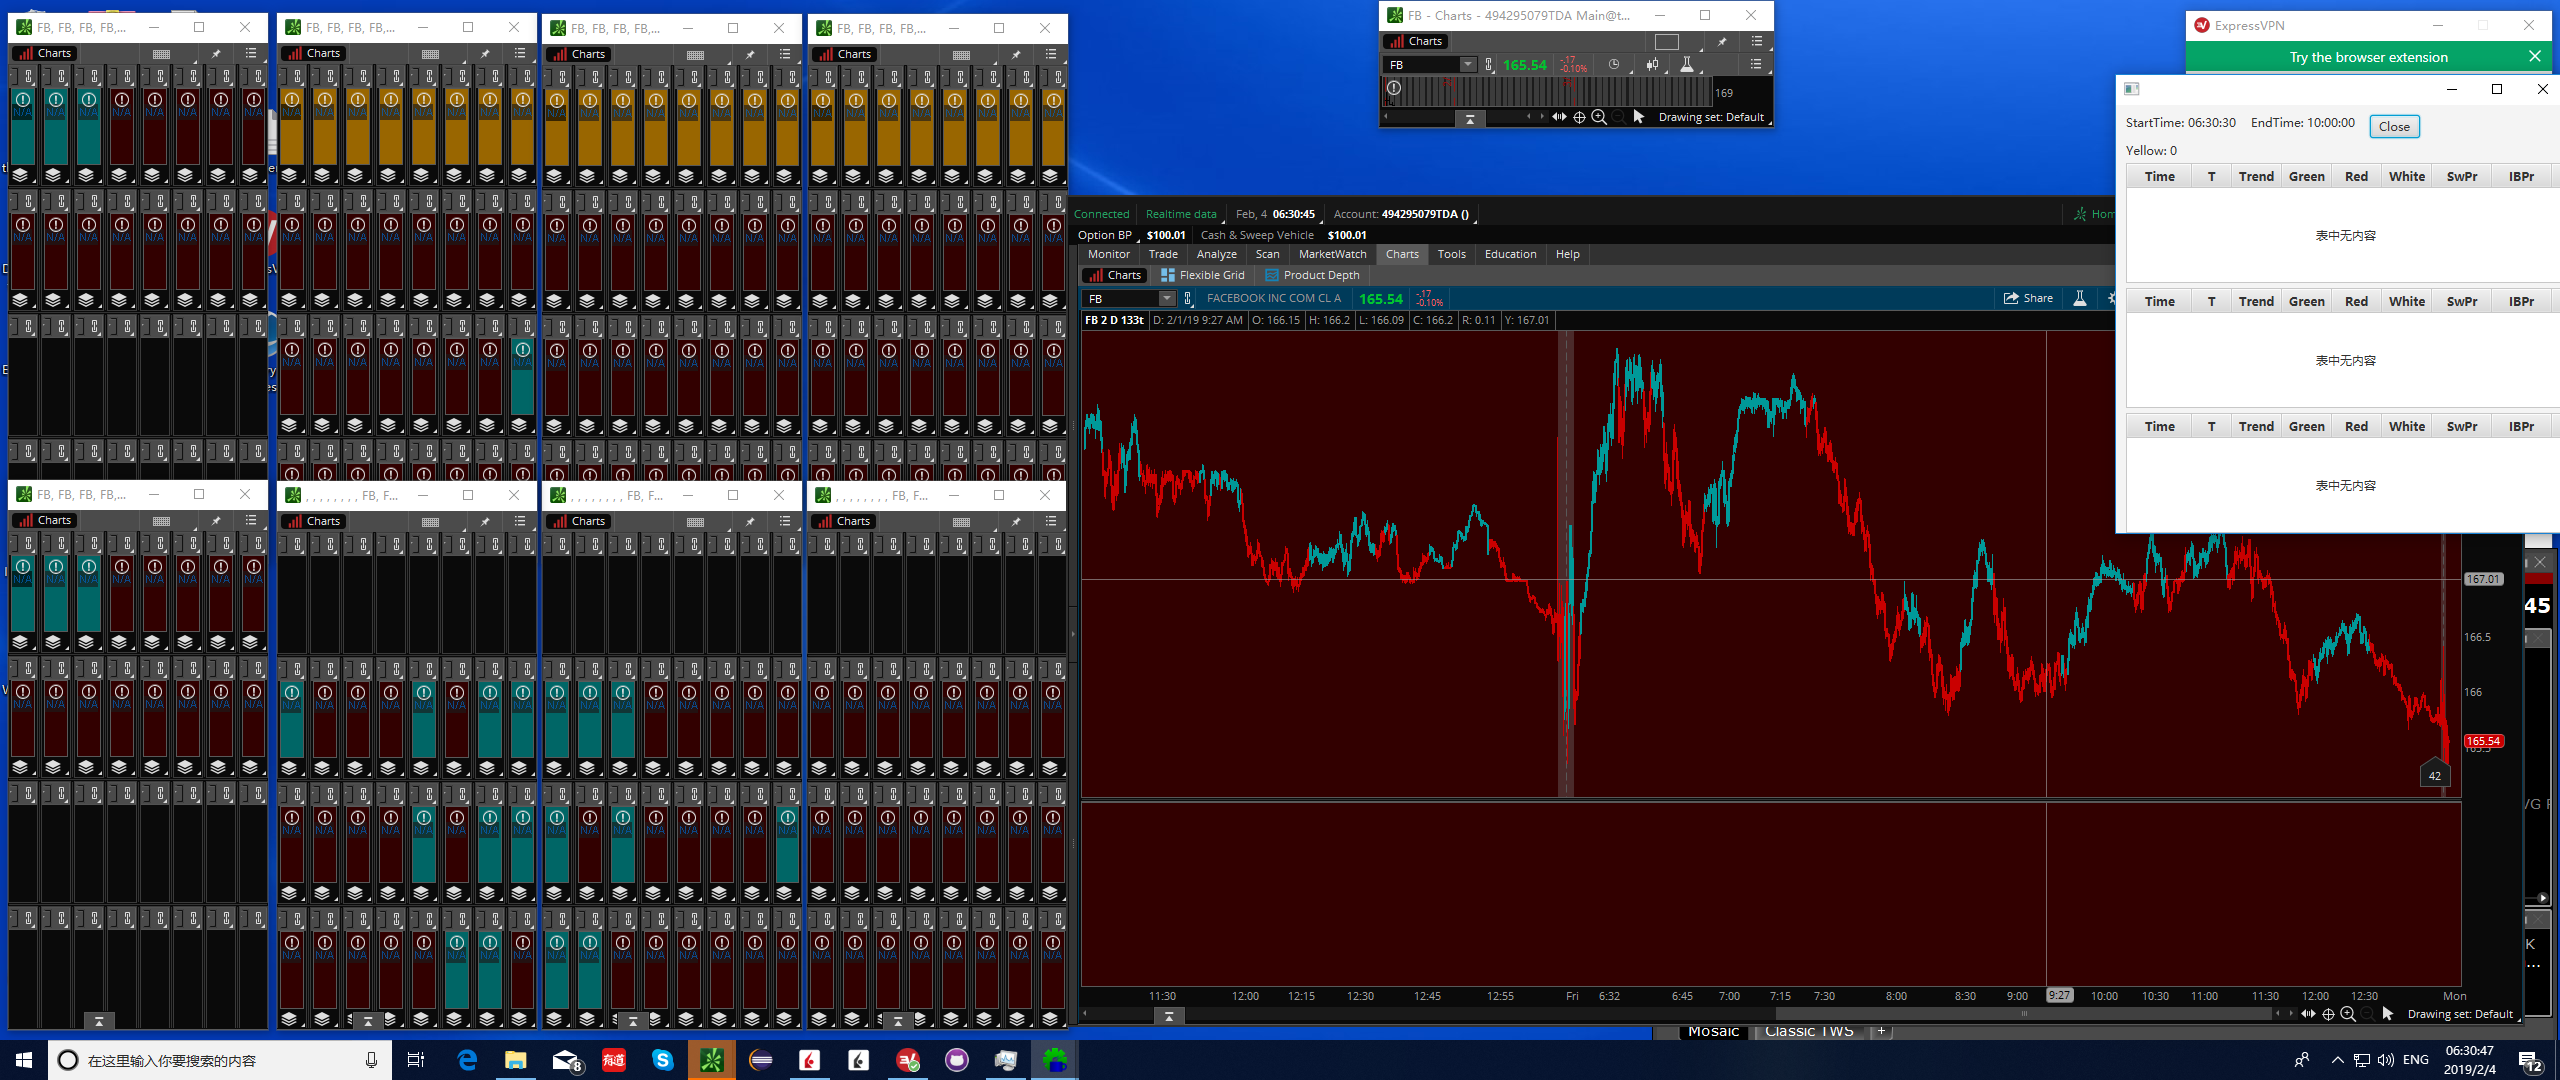 FB, FB, FB, FB,...
Charts
FB, FB, FB, FB,...
Charts
FB, FB, FB, FB,...
Charts
FB, FB, FB, FB,...
Charts
FB, FB, FB, FB,...
Charts
, , , , , , , , FB, F...
Charts
, , , , , , , , FB, F...
Charts
, , , , , , , , FB, F...
Charts
FB - Charts - 494295079TDA Main@t...
Charts
FB 165.54 -.17 -0.10%
169
Drawing set: Default
ExpressVPN
Try the browser extension
StartTime: 06:30:30 EndTime: 10:00:00 Close
Yellow: 0
Time T Trend Green Red White SwPr IBPr
表中无内容
Time T Trend Green Red White SwPr IBPr
表中无内容
Time T Trend Green Red White SwPr IBPr
表中无内容
Connected Realtime data Feb, 4 06:30:45 Account: 494295079TDA ()
Option BP $100.01 Cash & Sweep Vehicle $100.01
Monitor Trade Analyze Scan MarketWatch Charts Tools Education Help
Charts Flexible Grid Product Depth
FB FACEBOOK INC COM CL A 165.54 -.17 -0.10% Share
FB 2 D 133t D: 2/1/19 9:27 AM O: 166.15 H: 166.2 L: 166.09 C: 166.2 R: 0.11 Y: 167.01
167.01
166.5
166
165.54
42
45
11:30 12:00 12:15 12:30 12:45 12:55 Fri 6:32 6:45 7:00 7:15 7:30 8:00 8:30 9:00 9:27 10:00 10:30 11:00 11:30 12:00 12:30 Mon
Drawing set: Default
Mosaic Classic TWS +
在这里输入你要搜索的内容
8
有道
ENG
06:30:47
2019/2/4
12